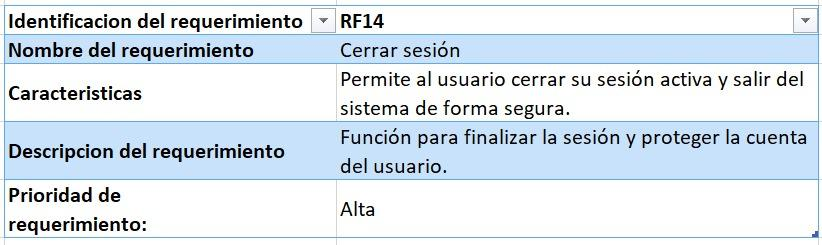 Identificacion del requerimiento RF14
Nombre del requerimiento Cerrar sesión
Caracteristicas Permite al usuario cerrar su sesión activa y salir del
sistema de forma segura.
Descripcion del requerimiento Función para finalizar la sesión y proteger la cuenta
del usuario.
Prioridad de
requerimiento: Alta